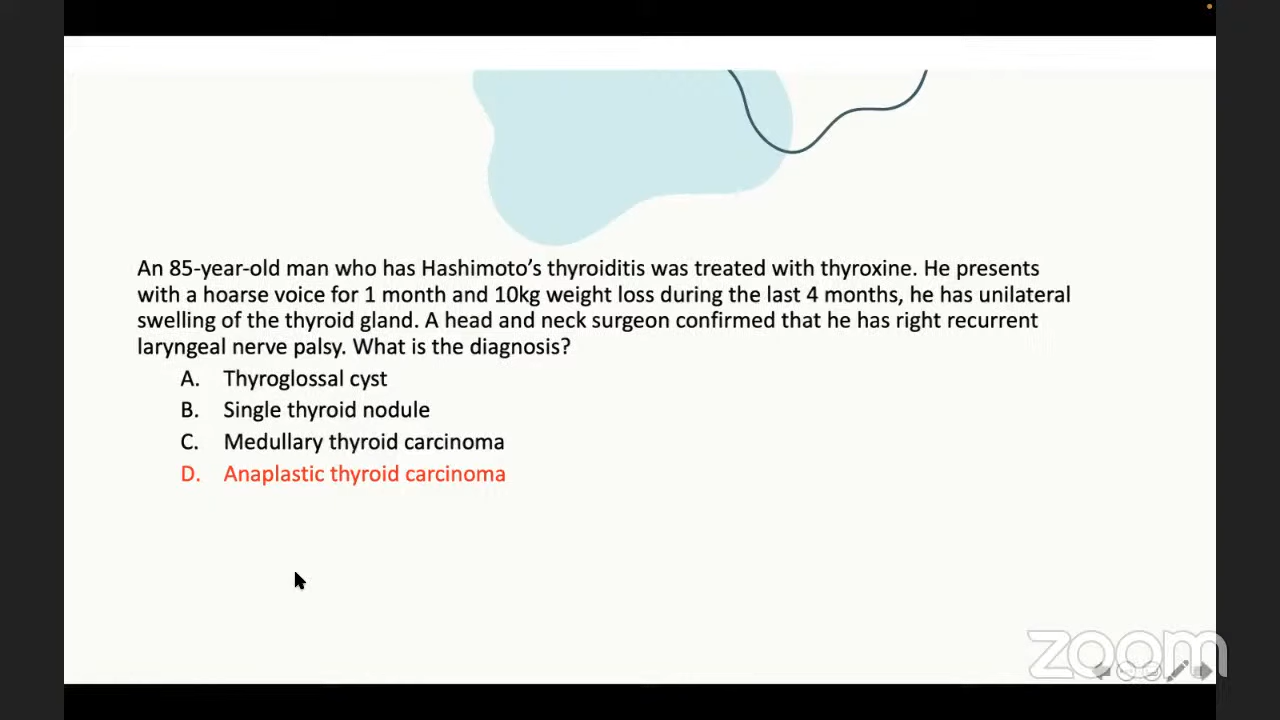 An 85-year-old man who has Hashimoto's thyroiditis was treated with thyroxine. He presents
with a hoarse voice for 1 month and 10kg weight loss during the last 4 months, he has unilateral
swelling of the thyroid gland. A head and neck surgeon confirmed that he has right recurrent
laryngeal nerve palsy. What is the diagnosis?
A. Thyroglossal cyst
B. Single thyroid nodule
C. Medullary thyroid carcinoma
D. Anaplastic thyroid carcinoma
zoom